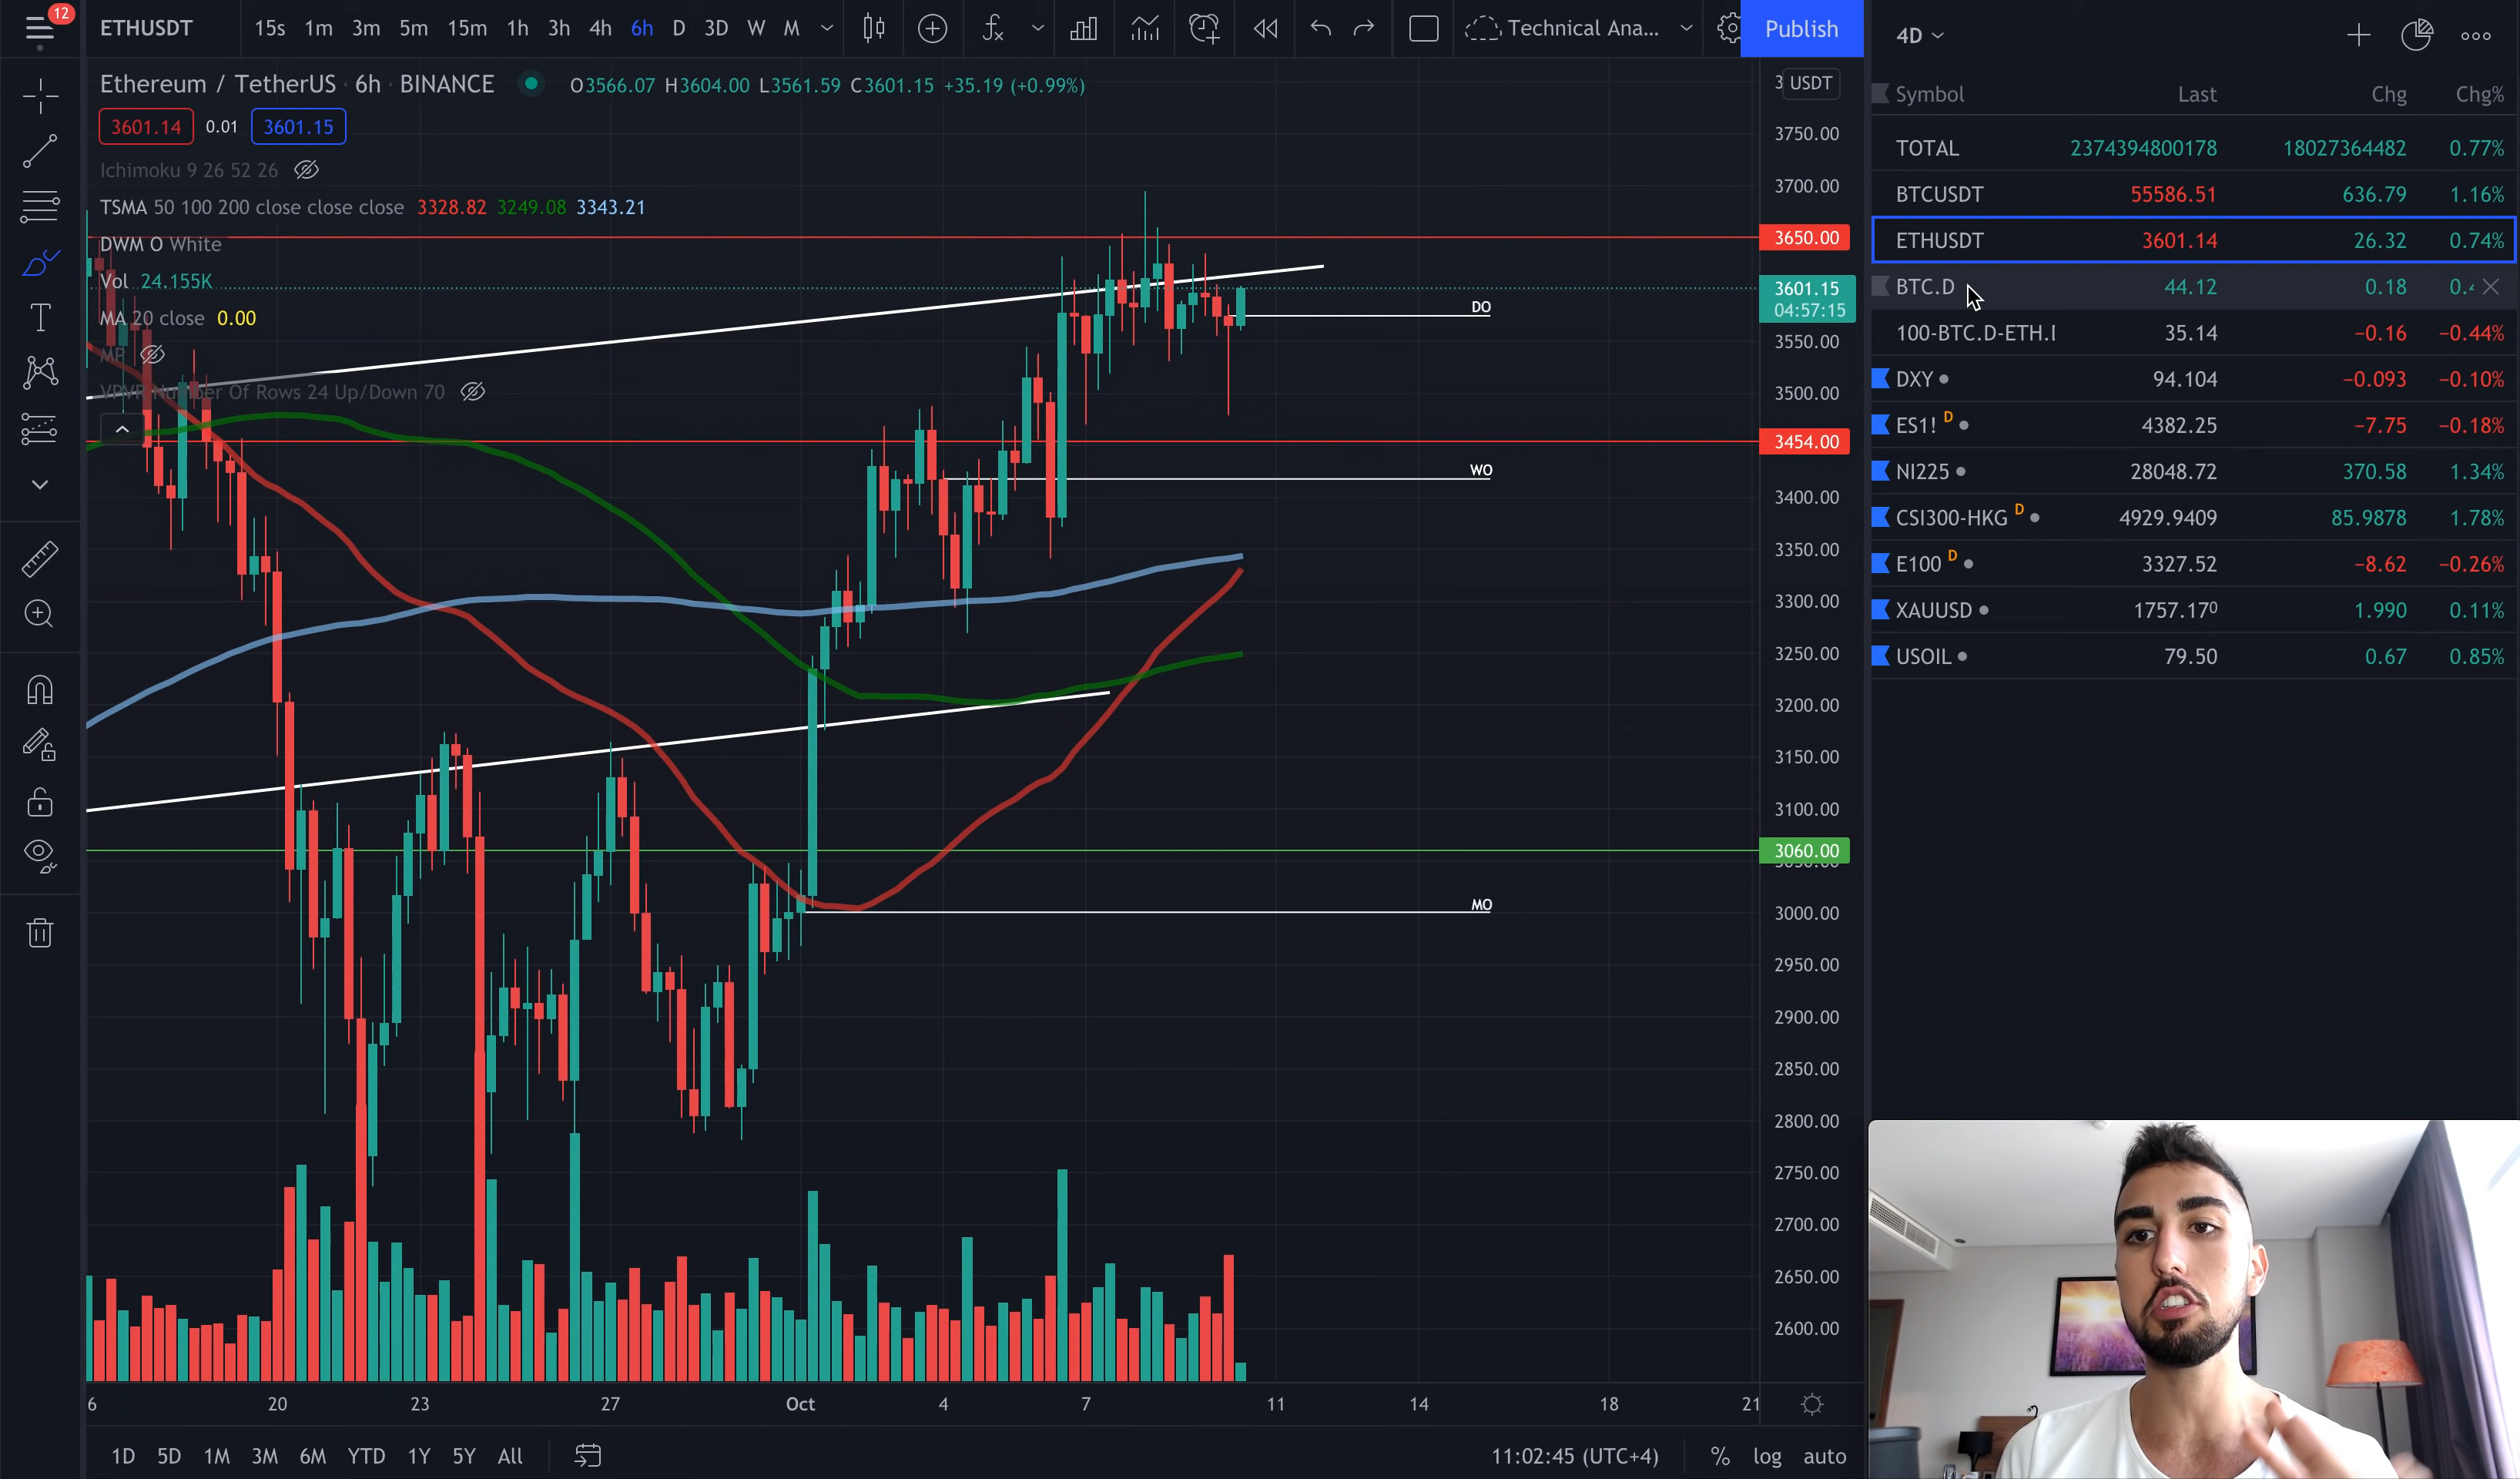 12
ETHUSDT 15s 1m 3m 5m 15m 1h 3h 4h 6h D 3D W M Technical Ana... Publish
Ethereum / TetherUS · 6h · BINANCE O3566.07 H3604.00 L3561.59 C3601.15 +35.19 (+0.99%)
3601.14 0.01 3601.15
Ichimoku 9 26 52 26
TSMA 50 100 200 close close close 3328.82 3249.08 3343.21
DWM O White
Vol 24.155K
MA 20 close 0.00
VPVR Number Of Rows 24 Up/Down 70
DO
WO
MO
USDT
3750.00
3700.00
3650.00
3601.15
04:57:15
3550.00
3500.00
3454.00
3400.00
3350.00
3300.00
3250.00
3200.00
3150.00
3100.00
3060.00
3000.00
2950.00
2900.00
2850.00
2800.00
2750.00
2700.00
2650.00
2600.00
6 20 23 27 Oct 4 7 11 14 18 21
1D 5D 1M 3M 6M YTD 1Y 5Y All 11:02:45 (UTC+4) % log auto
4D
Symbol Last Chg Chg%
TOTAL 2374394800178 18027364482 0.77%
BTCUSDT 55586.51 636.79 1.16%
ETHUSDT 3601.14 26.32 0.74%
BTC.D 44.12 0.18
100-BTC.D-ETH.I 35.14 −0.16 −0.44%
DXY 94.104 −0.093 −0.10%
ES1! D 4382.25 −7.75 −0.18%
NI225 28048.72 370.58 1.34%
CSI300-HKG D 4929.9409 85.9878 1.78%
E100 D 3327.52 −8.62 −0.26%
XAUUSD 1757.170 1.990 0.11%
USOIL 79.50 0.67 0.85%